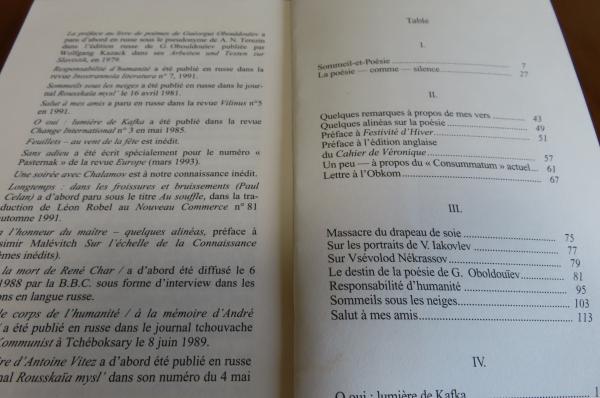 La préface au livre de poèmes de Guéorgui Obouldouïev a
paru d'abord en russe sous le pseudonyme de A. N. Terezin
dans l'édition russe de G. Obouldouïev publiée par
Wolfgang Kazack dans ses Arbeiten und Texten zur
Slavistik, en 1979.
Responsabilité d'humanité a été publié en russe dans la
revue Inostrannoia literatura n° 7, 1991.
Sommeils sous les neiges a été publié en russe dans le jour-
nal Rousskaïa mysl' le 16 avril 1981.
Salut à mes amis a paru en russe dans la revue Vilinus n°5
en 1991.
O oui : lumière de Kafka a été publié dans la revue
Change International n° 3 en mai 1985.
Feuillets – au vent de la fête est inédit.
Sans adieu a été écrit spécialement pour le numéro «
Pasternak » de la revue Europe (mars 1993).
Une soirée avec Chalamov est à notre connaissance inédit.
Longtemps : dans les froissures et bruissements (Paul
Celan) a d'abord paru sous le titre Au souffle, dans la tra-
duction de Léon Robel au Nouveau Commerce n° 81
automne 1991.
l'honneur du maître – quelques alinéas, préface à
simir Malévitch Sur l'échelle de la Connaissance
èmes inédits).
la mort de René Char / a d'abord été diffusé le 6
1988 par la B.B.C. sous forme d'interview dans les
ons en langue russe.
le corps de l'humanité / à la mémoire d'André
/ a été publié en russe dans le journal tchouvache
Kommunist à Tchéboksary le 8 juin 1989.
ire d'Antoine Vitez a d'abord été publié en russe
nal Rousskaïa mysl' dans son numéro du 4 mai
Table
I.
Sommeil-et-Poésie 7
La poésie — comme — silence 27
II.
Quelques remarques à propos de mes vers 43
Quelques alinéas sur la poésie 49
Préface à Festivité d'Hiver 51
Préface à l'édition anglaise
du Cahier de Véronique 57
Un peu — à propos du « Consummatum » actuel 61
Lettre à l'Obkom 67
III.
Massacre du drapeau de soie 75
Sur les portraits de V. Iakovlev 77
Sur Vsévolod Nékrassov 79
Le destin de la poésie de G. Oboldouïev 81
Responsabilité d'humanité 95
Sommeils sous les neiges 103
Salut à mes amis 113
IV.
O oui : lumière de Kafka